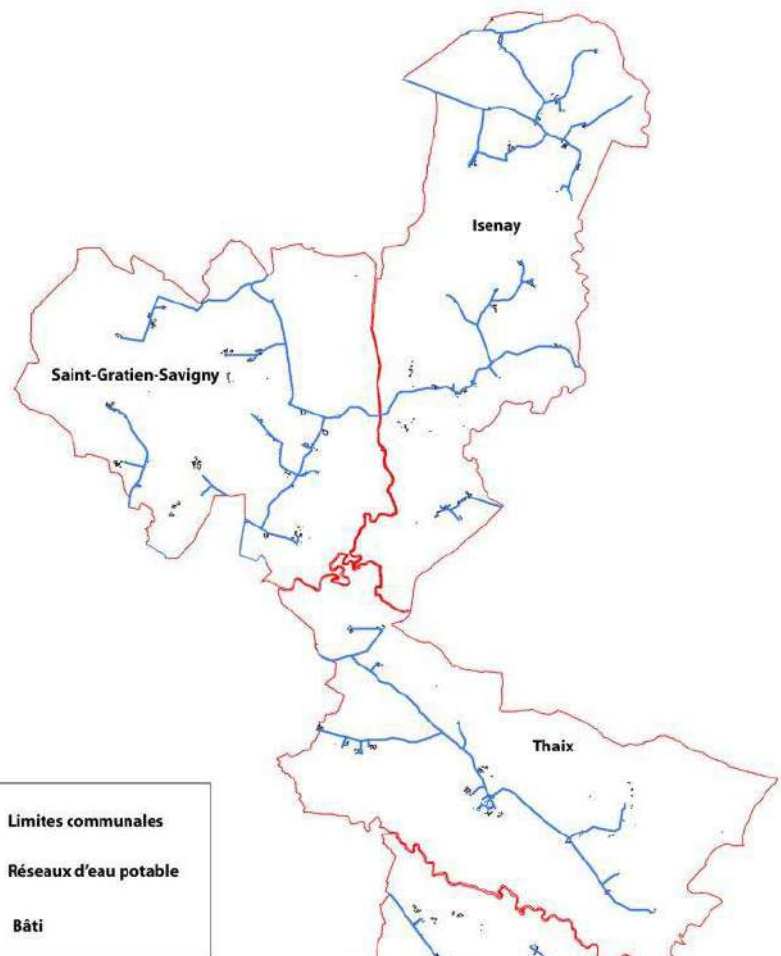 Isenay
Saint-Gratien-Savigny
Thaix
Limites communales
Réseaux d'eau potable
Bâti